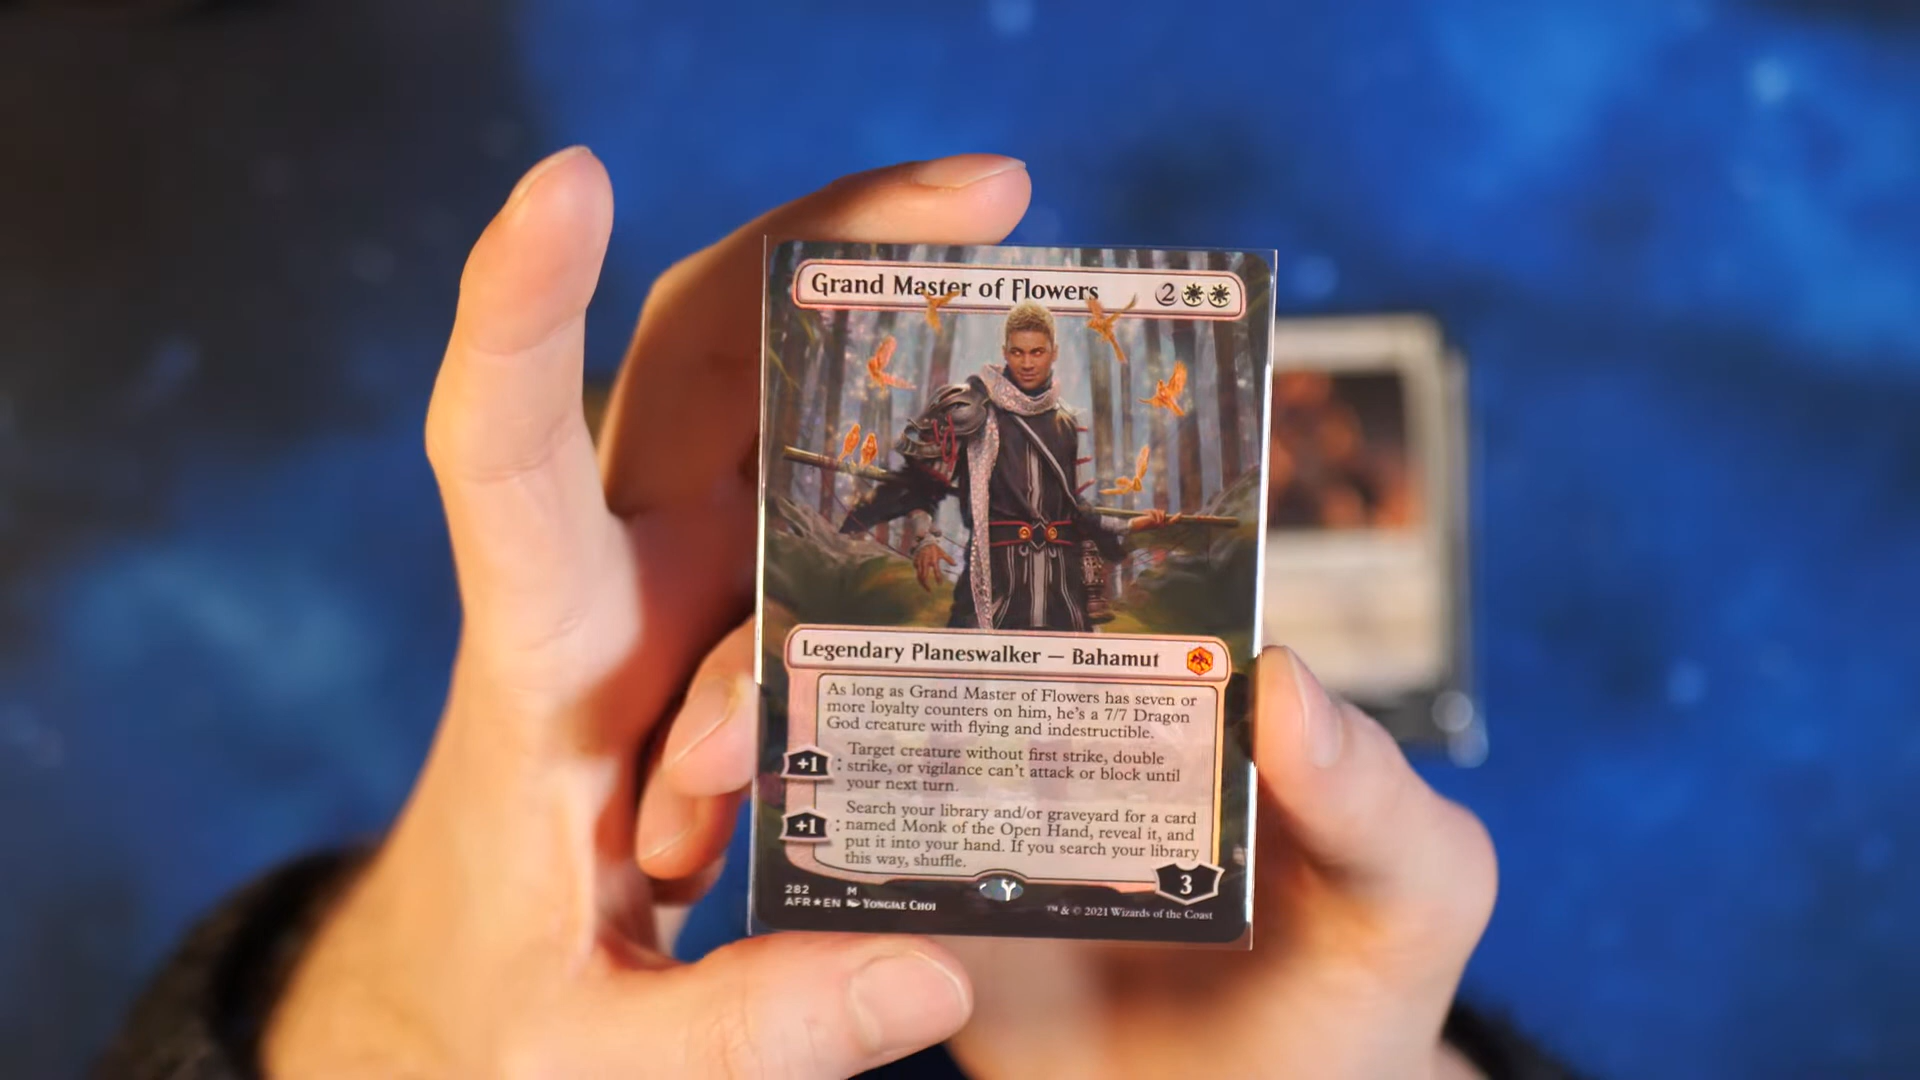 Grand Master of Flowers 2
Legendary Planeswalker — Bahamut
As long as Grand Master of Flowers has seven or
more loyalty counters on him, he's a 7/7 Dragon
God creature with flying and indestructible.
+1 : Target creature without first strike, double
strike, or vigilance can't attack or block until
your next turn.
+1 : Search your library and/or graveyard for a card
named Monk of the Open Hand, reveal it, and
put it into your hand. If you search your library
this way, shuffle.
3
282 M
AFR★EN Yongjae Choi
™ & © 2021 Wizards of the Coast